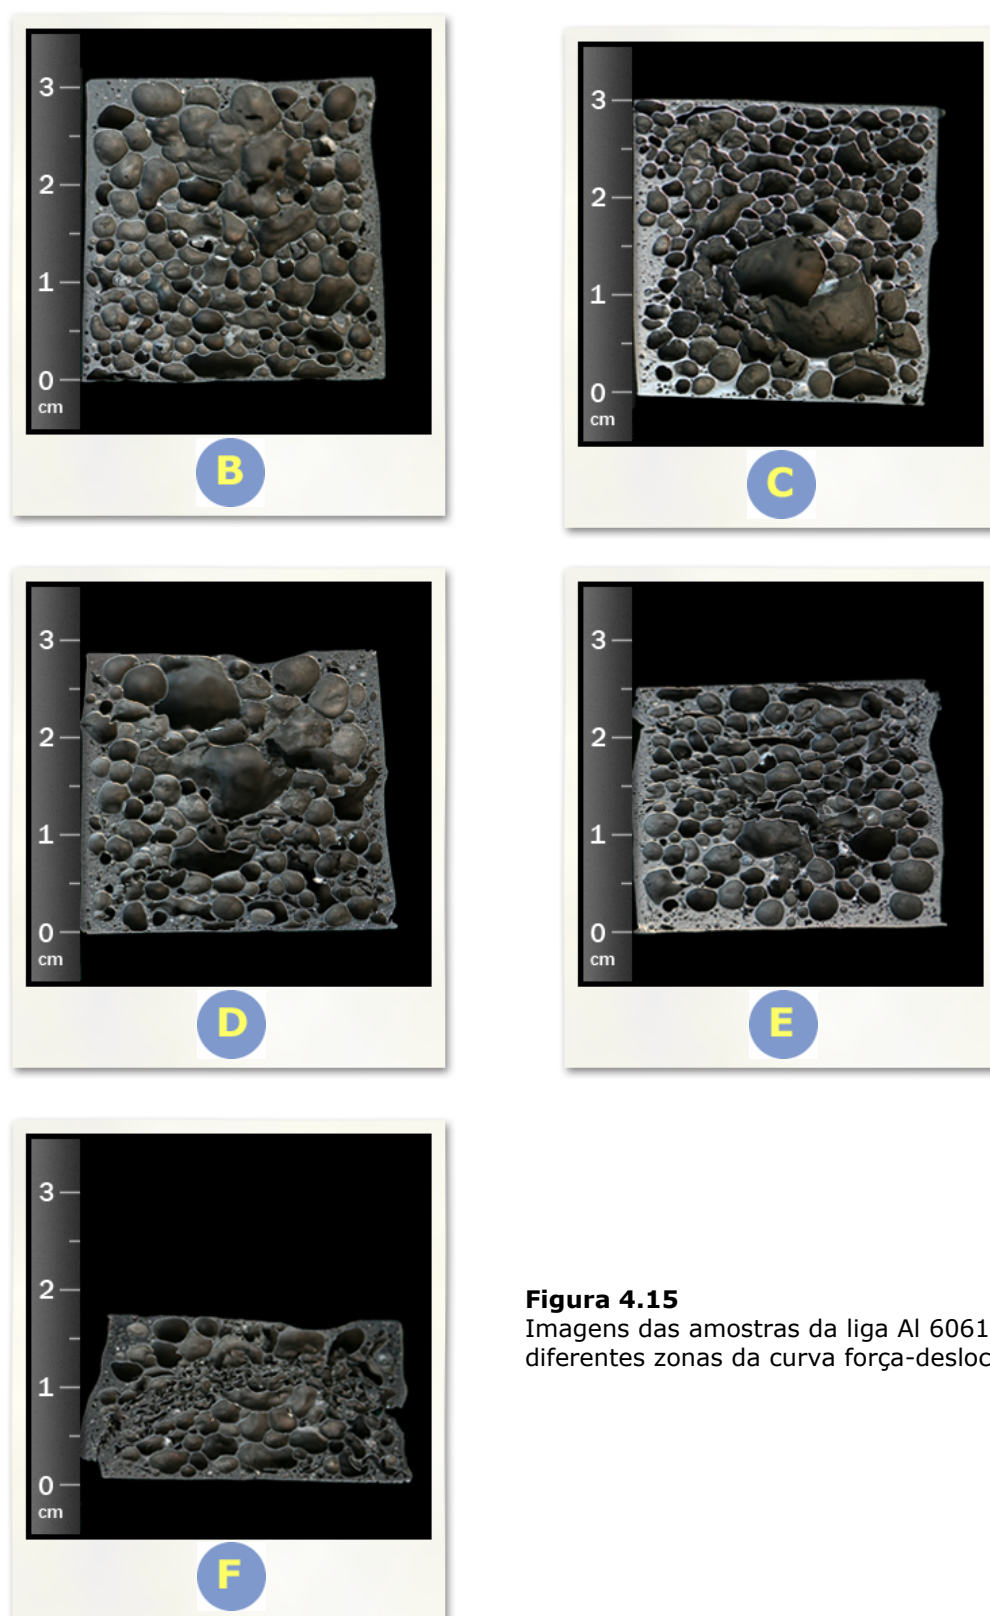 3
2
1
0
cm
B
3
2
1
0
cm
C
3
2
1
0
cm
D
3
2
1
0
cm
E
3
2
1
0
cm
F
Figura 4.15
Imagens das amostras da liga Al 6061
diferentes zonas da curva força-desloc